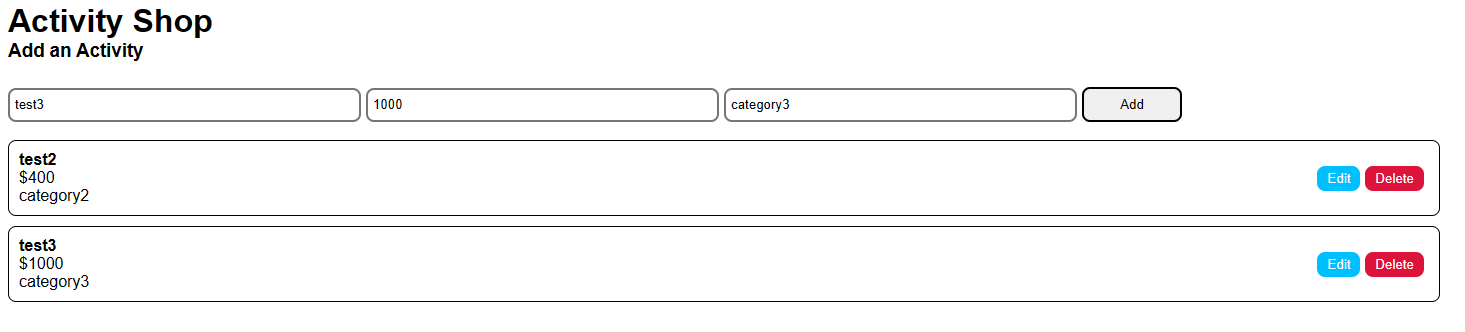 Activity Shop
Add an Activity
test3 1000 category3 Add
test2
$400
category2
Edit Delete
test3
$1000
category3
Edit Delete